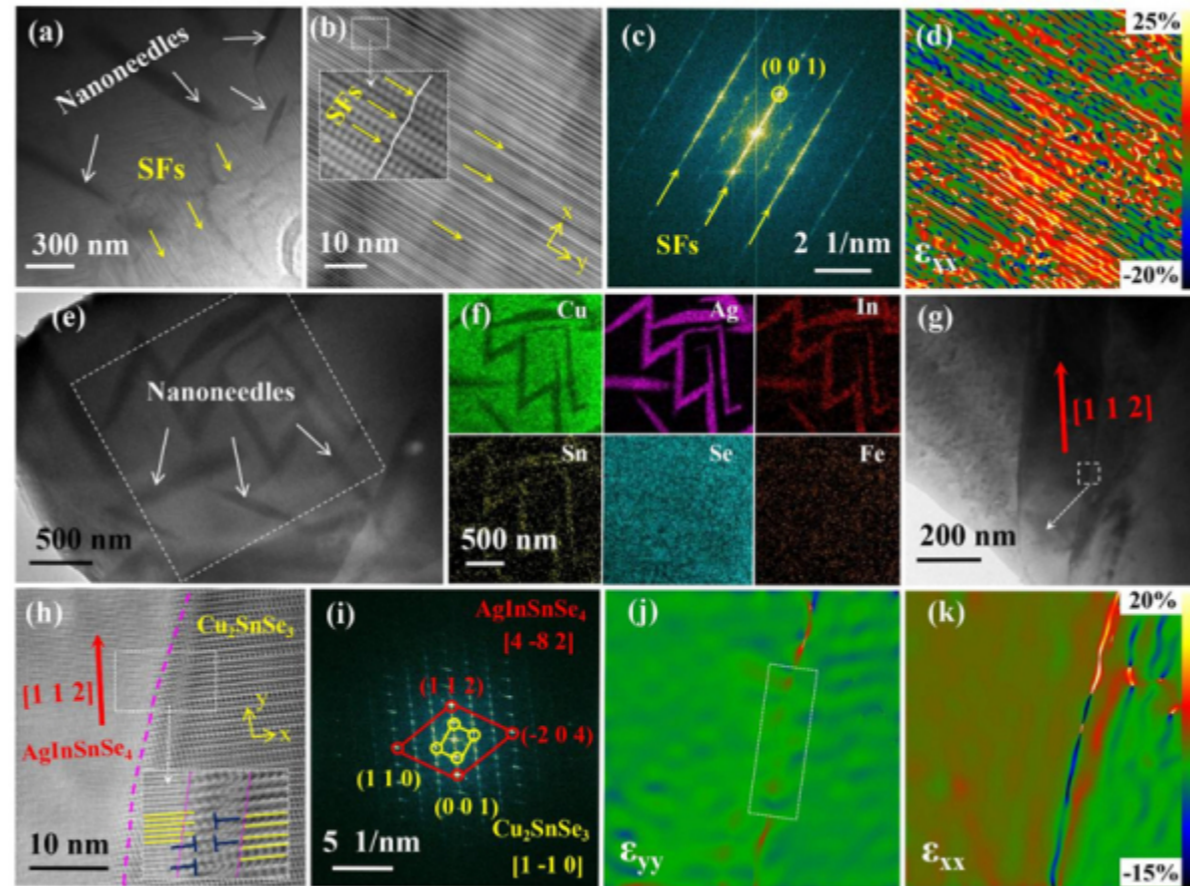 (a)
Nanoneedles
SFs
300 nm
(b)
SFs
x
y
10 nm
(c)
(0 0 1)
SFs
2 1/nm
25%
(d)
εxx
-20%
(e)
Nanoneedles
500 nm
(f)
Cu
Ag
In
Sn
Se
Fe
500 nm
(g)
[1 1 2]
200 nm
(h)
Cu₂SnSe₃
[1 1 2]
y
x
AgInSnSe₄
10 nm
(i)
AgInSnSe₄
[4 -8 2]
(1 1 2)
(-2 0 4)
(1 1 0)
(0 0 1)
Cu₂SnSe₃
5 1/nm
[1 -1 0]
(j)
εyy
20%
(k)
εxx
-15%